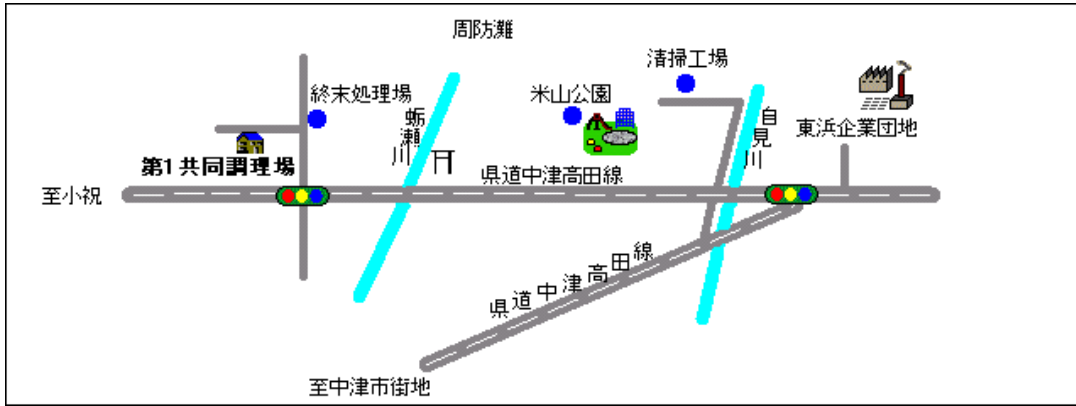 周防灘
清掃工場
終末処理場
蛎瀬川
米山公園
自見川
東浜企業団地
第1共同調理場
県道中津高田線
至小祝
県道中津高田線
至中津市街地